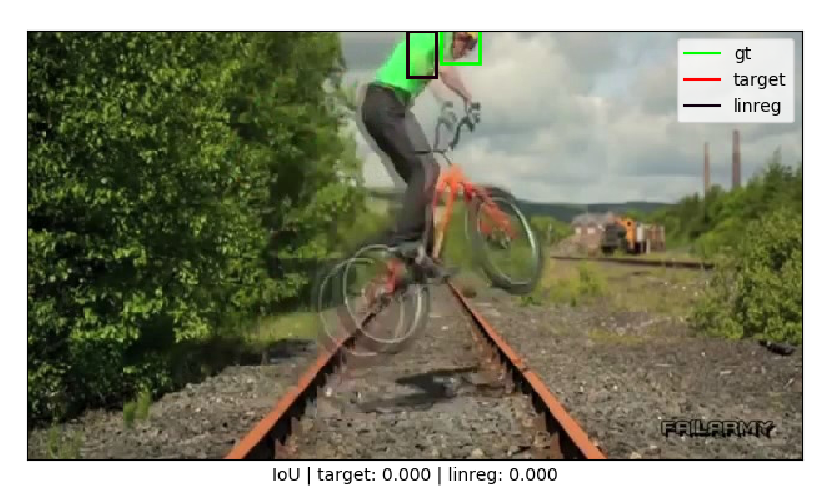 gt
target
linreg
FAILARMY
IoU | target: 0.000 | linreg: 0.000